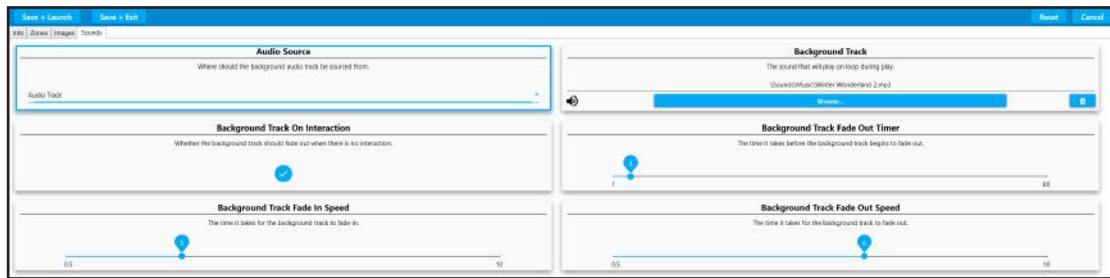 Save + Launch Save + Exit Reset Cancel
Info Zones Images Sounds
Audio Source
Where should the background audio track be sourced from.
Audio Track
Background Track
The sound that will play on loop during play.
\Sounds\Music\Winter Wonderland 2.mp3
Browse...
Background Track On Interaction
Whether the background track should fade out when there is no interaction.
Background Track Fade Out Timer
The time it takes before the background track begins to fade out.
1 60
Background Track Fade In Speed
The time it takes for the background track to fade in.
0.5 10
Background Track Fade Out Speed
The time it takes for the background track to fade out.
0.5 10